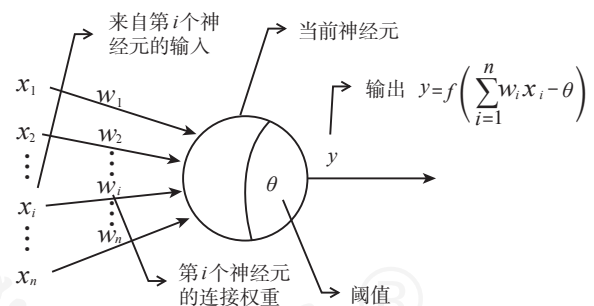 来自第i个神
经元的输入
当前神经元
输出 y=f(∑ⁿᵢ₌₁ wᵢxᵢ-θ)
x₁
w₁
x₂
w₂
y
θ
xᵢ
wᵢ
wₙ
xₙ
第i个神经元
的连接权重
阈值